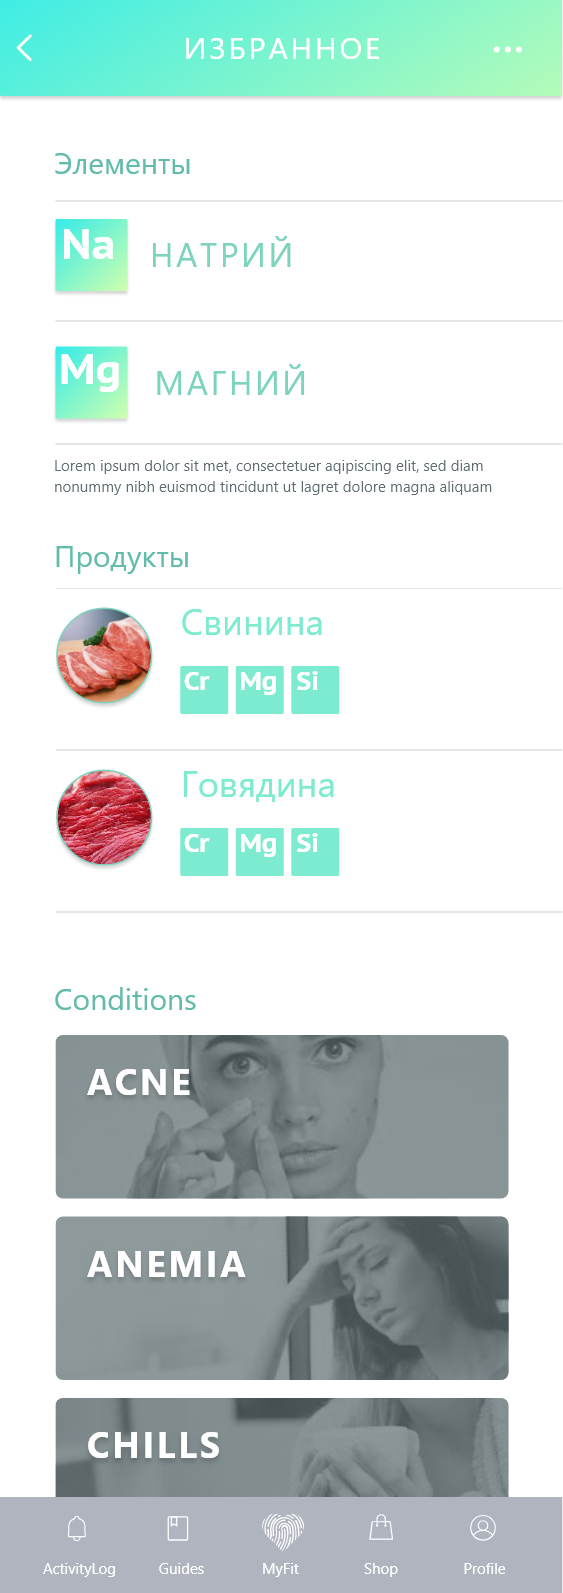 ИЗБРАННОЕ
Элементы
Na НАТРИЙ
Mg МАГНИЙ
Lorem ipsum dolor sit met, consectetuer aqipiscing elit, sed diam
nonummy nibh euismod tincidunt ut lagret dolore magna aliquam
Продукты
Свинина
Cr Mg Si
Говядина
Cr Mg Si
Conditions
ACNE
ANEMIA
CHILLS
ActivityLog Guides MyFit Shop Profile